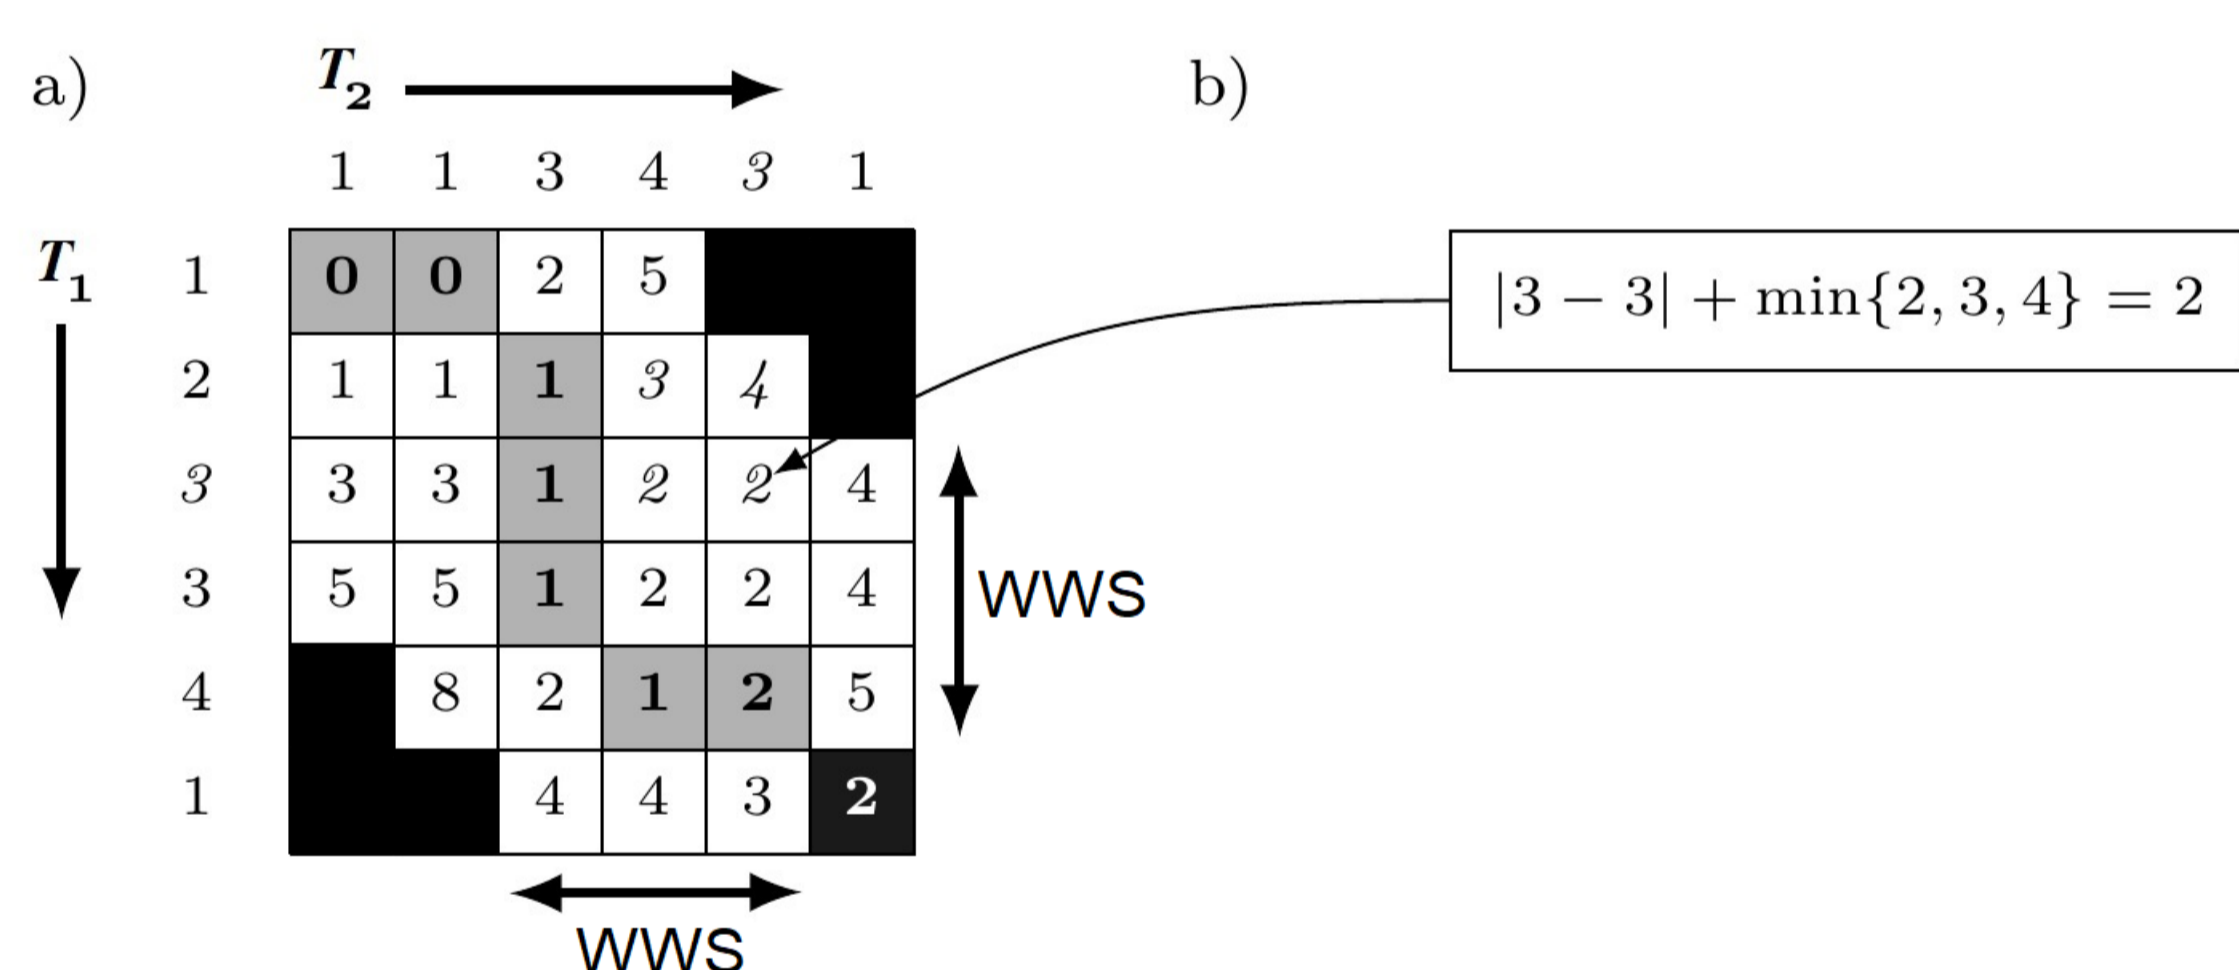 a) T₂ b)
1 1 3 4 3 1
T₁ 1 0 0 2 5
|3 − 3| + min{2, 3, 4} = 2
2 1 1 1 3 4
3 3 3 1 2 2 4
3 5 5 1 2 2 4
WWS
4 8 2 1 2 5
1 4 4 3 2
WWS